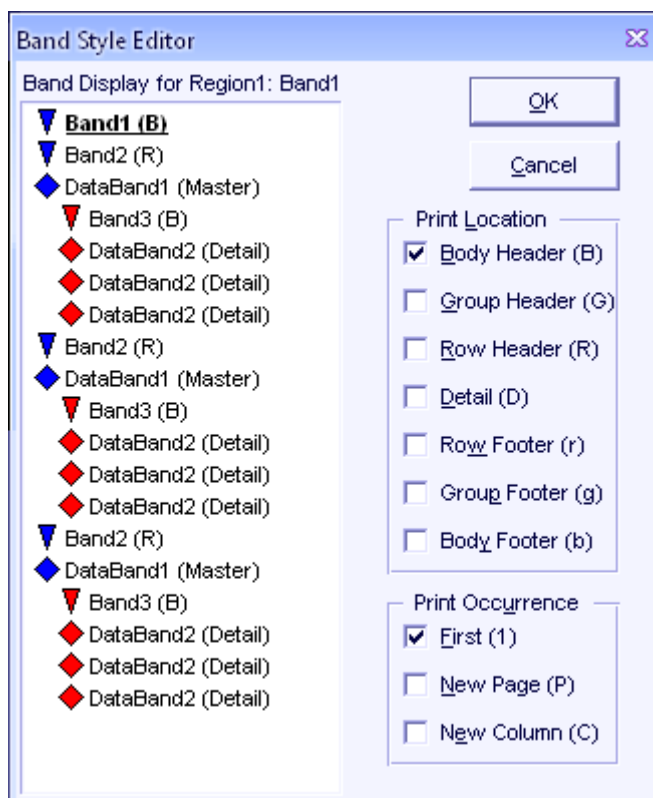 Band Style Editor
Band Display for Region1: Band1
Band1 (B)
Band2 (R)
DataBand1 (Master)
Band3 (B)
DataBand2 (Detail)
DataBand2 (Detail)
DataBand2 (Detail)
Band2 (R)
DataBand1 (Master)
Band3 (B)
DataBand2 (Detail)
DataBand2 (Detail)
DataBand2 (Detail)
Band2 (R)
DataBand1 (Master)
Band3 (B)
DataBand2 (Detail)
DataBand2 (Detail)
DataBand2 (Detail)
OK
Cancel
Print Location
Body Header (B)
Group Header (G)
Row Header (R)
Detail (D)
Row Footer (r)
Group Footer (g)
Body Footer (b)
Print Occurrence
First (1)
New Page (P)
New Column (C)